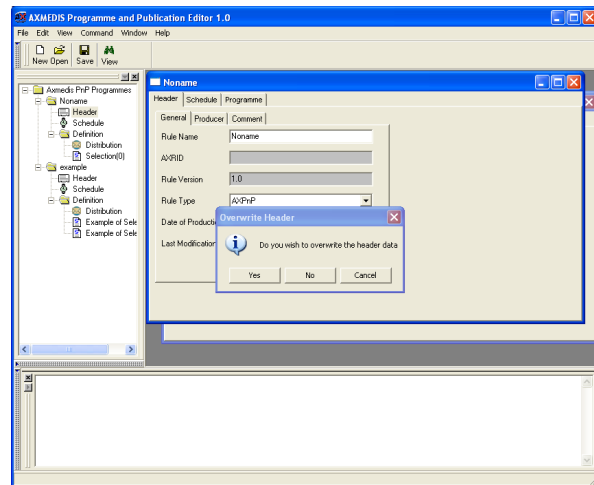 AXMEDIS Programme and Publication Editor 1.0
File Edit View Command Window Help
New Open Save View
Axmedis PnP Programmes
Noname
Header
Schedule
Definition
Distribution
Selection(0)
example
Header
Schedule
Definition
Distribution
Example of Sele
Example of Sele
Noname
Header Schedule Programme
General Producer Comment
Rule Name Noname
AXRID
Rule Version 1.0
Rule Type AXPnP
Date of Producti
Last Modification
Overwrite Header
Do you wish to overwrite the header data
Yes No Cancel